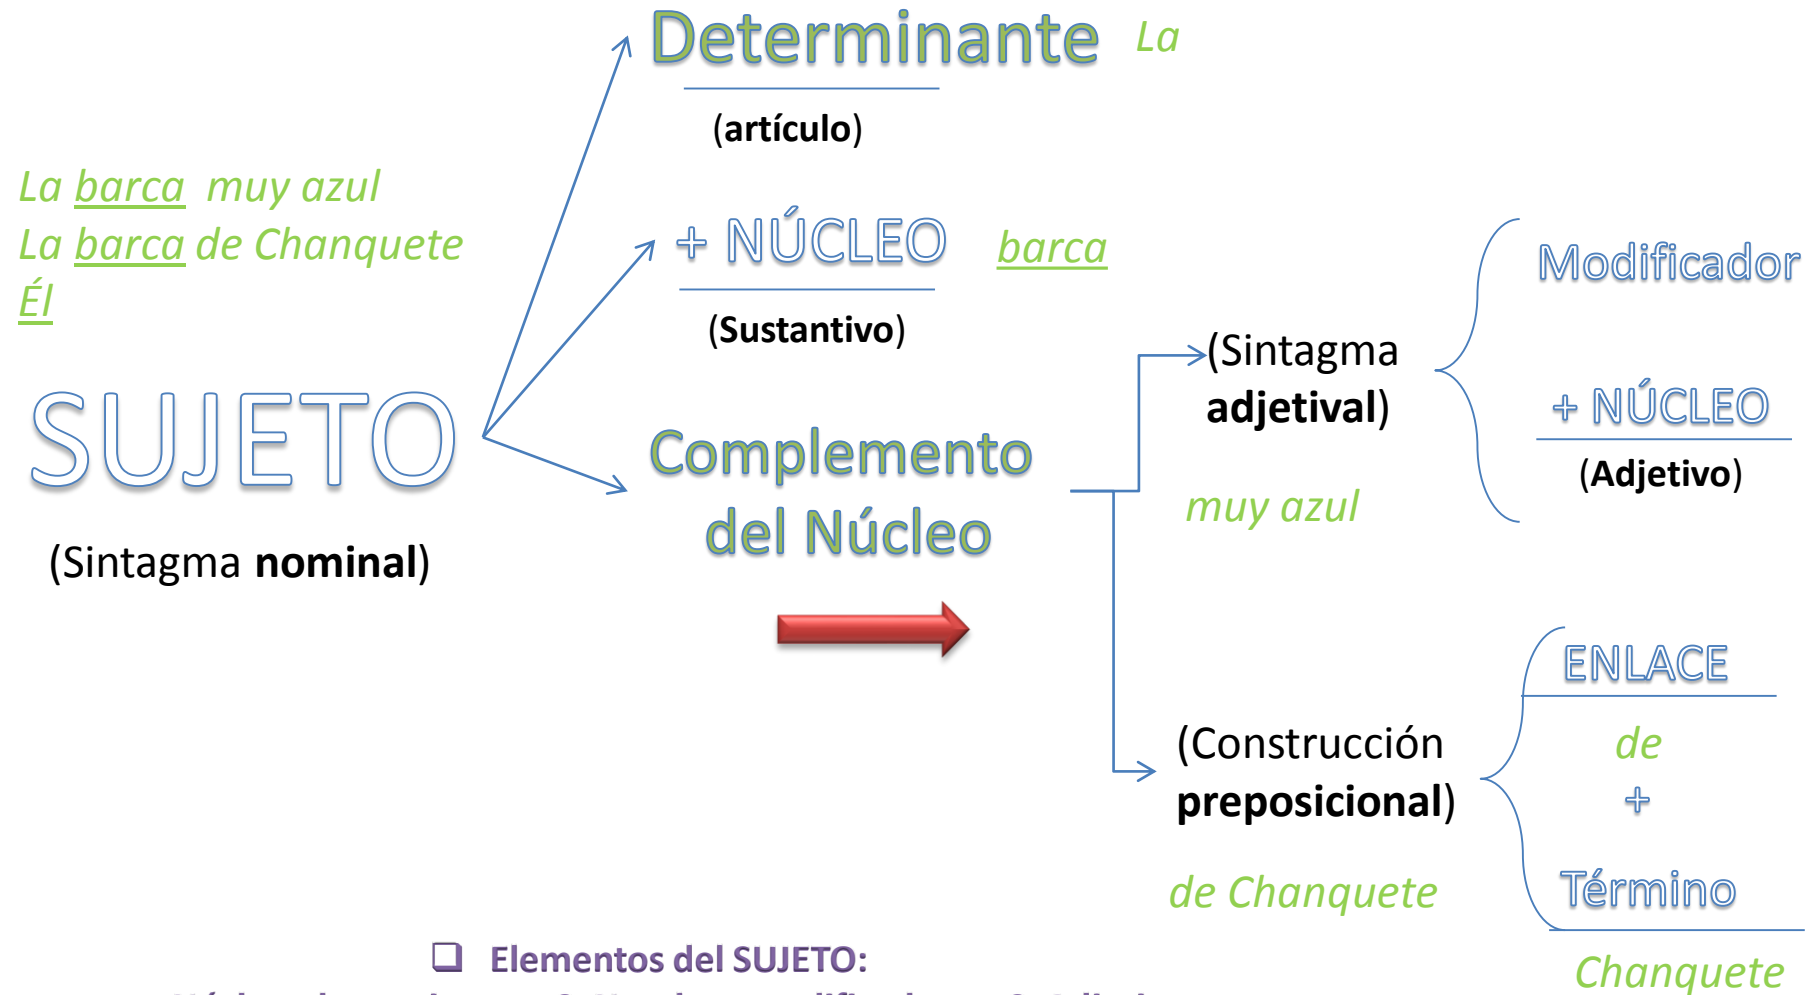 Determinante La
(artículo)
La barca muy azul
La barca de Chanquete
Él
+ NÚCLEO barca
(Sustantivo)
SUJETO
(Sintagma nominal)
Complemento
del Núcleo
(Sintagma
adjetival)
muy azul
Modificador
+ NÚCLEO
(Adjetivo)
(Construcción
preposicional)
de Chanquete
ENLACE
de
+
Término
Chanquete
Elementos del SUJETO: